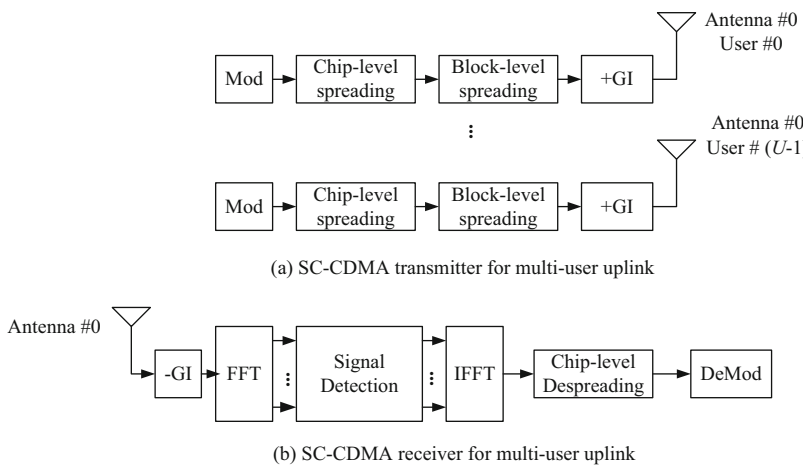 Antenna #0
User #0
Mod
Chip-level
spreading
Block-level
spreading
+GI
Antenna #0
User # (U-1)
Mod
Chip-level
spreading
Block-level
spreading
+GI
(a) SC-CDMA transmitter for multi-user uplink
Antenna #0
-GI
FFT
Signal
Detection
IFFT
Chip-level
Despreading
DeMod
(b) SC-CDMA receiver for multi-user uplink